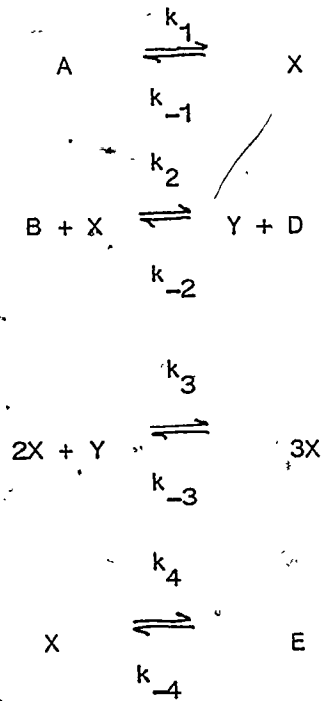 k₁
A ⇌ X
k₋₁
k₂
B + X ⇌ Y + D
k₋₂
k₃
2X + Y ⇌ 3X
k₋₃
k₄
X ⇌ E
k₋₄